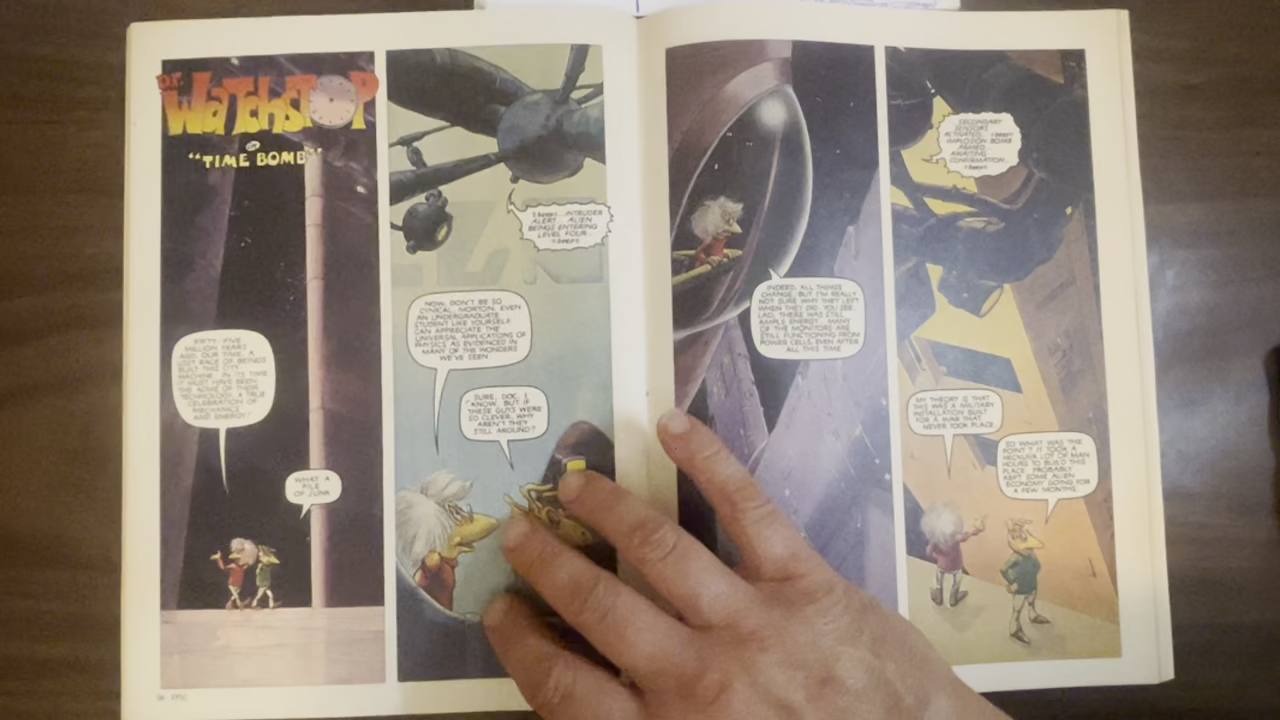 Dr.
WaTchSTOP
IN
"TIME BOMB"
FIFTY-FIVE
MILLION YEARS
AGO, OUR TIME, A
LOST RACE OF BEINGS
BUILT THIS CITY
MACHINE. IN ITS TIME
IT MUST HAVE BEEN
THE ACME OF THEIR
TECHNOLOGY. A TRUE
CELEBRATION OF
MECHANICS
AND ENERGY!
WHAT A
PILE
OF JUNK
EPIC
INTRUDER
ALERT... ALIEN
BEINGS ENTERING
LEVEL FOUR...
NOW, DON'T BE SO
CYNICAL, MORTON. EVEN
AN UNDERGRADUATE
STUDENT LIKE YOURSELF
CAN APPRECIATE THE
UNIVERSAL APPLICATIONS OF
PHYSICS AS EVIDENCED IN
MANY OF THE WONDERS
WE'VE SEEN
SURE, DOC, I
KNOW. BUT IF
THESE GUYS WERE
SO CLEVER, WHY
AREN'T THEY
STILL AROUND?
INDEED, ALL THINGS
CHANGE, BUT I'M REALLY
NOT SURE WHY THEY LEFT
WHEN THEY DID. YOU SEE,
LAD, THERE WAS STILL
AMPLE ENERGY... MANY
OF THE MONITORS ARE
STILL FUNCTIONING FROM
POWER CELLS, EVEN AFTER
ALL THIS TIME
SECONDARY
SENSORS
ACTIVATED...
IMPLOSION BOMB
ARMED...
AWAITING
CONFIRMATION...
MY THEORY IS THAT
THIS WAS A MILITARY
INSTALLATION BUILT
FOR A WAR THAT
NEVER TOOK PLACE
SO WHAT WAS THE
POINT? IT TOOK A
HECKUVA LOT OF MAN
HOURS TO BUILD THIS
PLACE. PROBABLY
KEPT SOME ALIEN
ECONOMY GOING FOR
A FEW MONTHS.